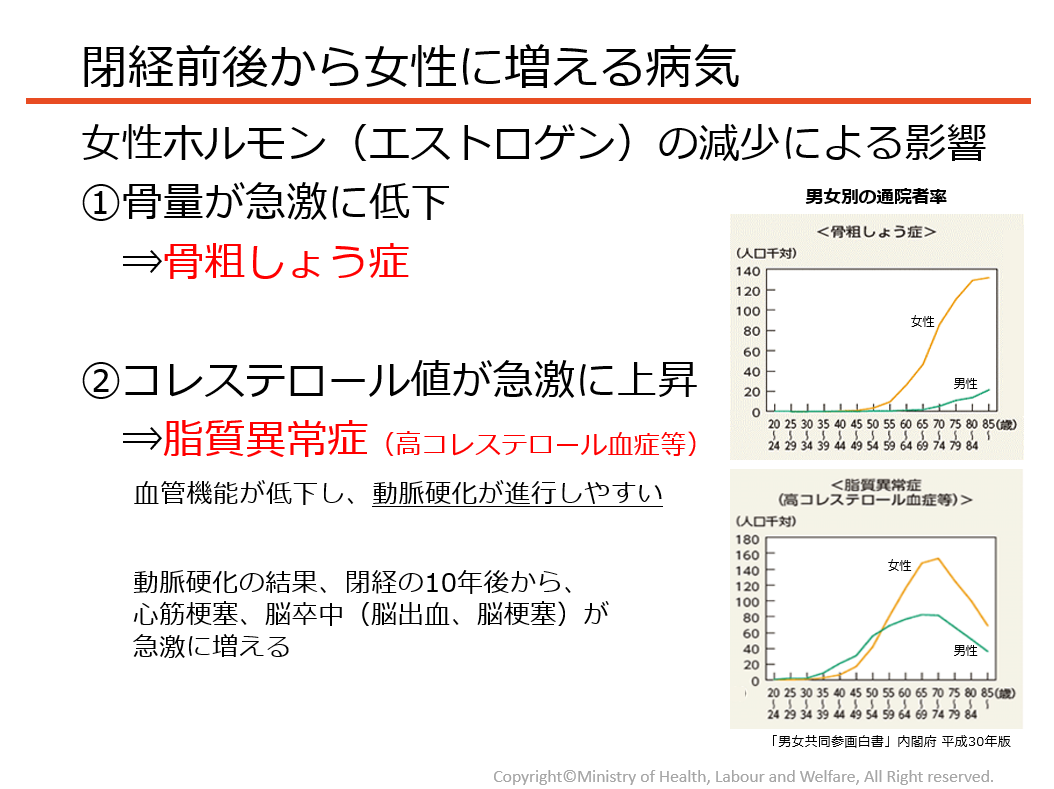 閉経前後から女性に増える病気
女性ホルモン（エストロゲン）の減少による影響
①骨量が急激に低下
⇒骨粗しょう症
②コレステロール値が急激に上昇
⇒脂質異常症（高コレステロール血症等）
血管機能が低下し、動脈硬化が進行しやすい
動脈硬化の結果、閉経の10年後から、
心筋梗塞、脳卒中（脳出血、脳梗塞）が
急激に増える
男女別の通院者率
＜骨粗しょう症＞
(人口千対)
140
120
100
80
60
40
20
0
女性
男性
20 25 30 35 40 45 50 55 60 65 70 75 80 85(歳)
〜 〜 〜 〜 〜 〜 〜 〜 〜 〜 〜 〜 〜 〜
24 29 34 39 44 49 54 59 64 69 74 79 84
＜脂質異常症
(高コレステロール血症等)＞
(人口千対)
180
160
140
120
100
80
60
40
20
0
女性
男性
20 25 30 35 40 45 50 55 60 65 70 75 80 85(歳)
〜 〜 〜 〜 〜 〜 〜 〜 〜 〜 〜 〜 〜 〜
24 29 34 39 44 49 54 59 64 69 74 79 84
「男女共同参画白書」内閣府 平成30年版
Copyright©Ministry of Health, Labour and Welfare, All Right reserved.